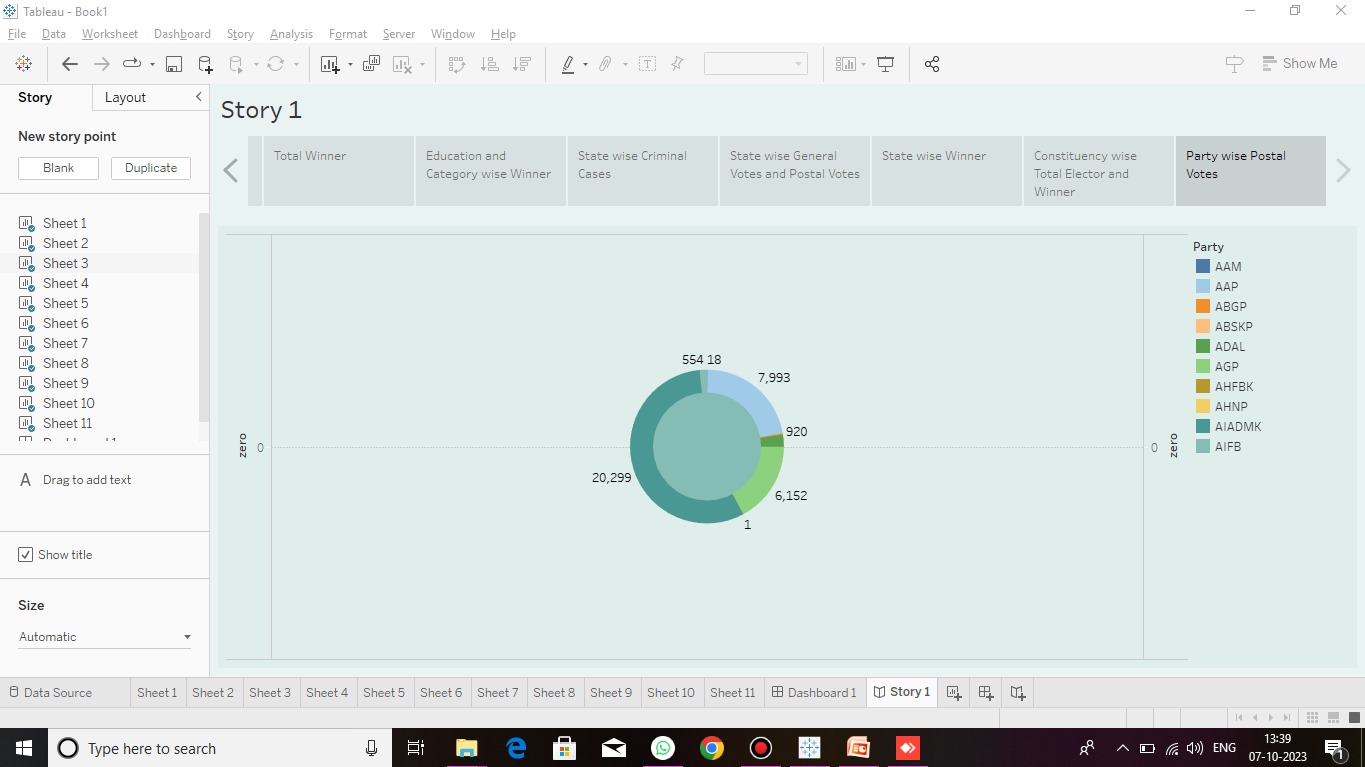 Tableau - Book1
File Data Worksheet Dashboard Story Analysis Format Server Window Help
Show Me
Story Layout
New story point
Blank Duplicate
Sheet 1
Sheet 2
Sheet 3
Sheet 4
Sheet 5
Sheet 6
Sheet 7
Sheet 8
Sheet 9
Sheet 10
Sheet 11
A Drag to add text
Show title
Size
Automatic
Story 1
Total Winner
Education and
Category wise Winner
State wise Criminal
Cases
State wise General
Votes and Postal Votes
State wise Winner
Constituency wise
Total Elector and
Winner
Party wise Postal
Votes
zero
0
554 18
7,993
920
20,299
6,152
1
0
zero
Party
AAM
AAP
ABGP
ABSKP
ADAL
AGP
AHFBK
AHNP
AIADMK
AIFB
Data Source Sheet 1 Sheet 2 Sheet 3 Sheet 4 Sheet 5 Sheet 6 Sheet 7 Sheet 8 Sheet 9 Sheet 10 Sheet 11 Dashboard 1 Story 1
Type here to search
ENG
13:39
07-10-2023
1